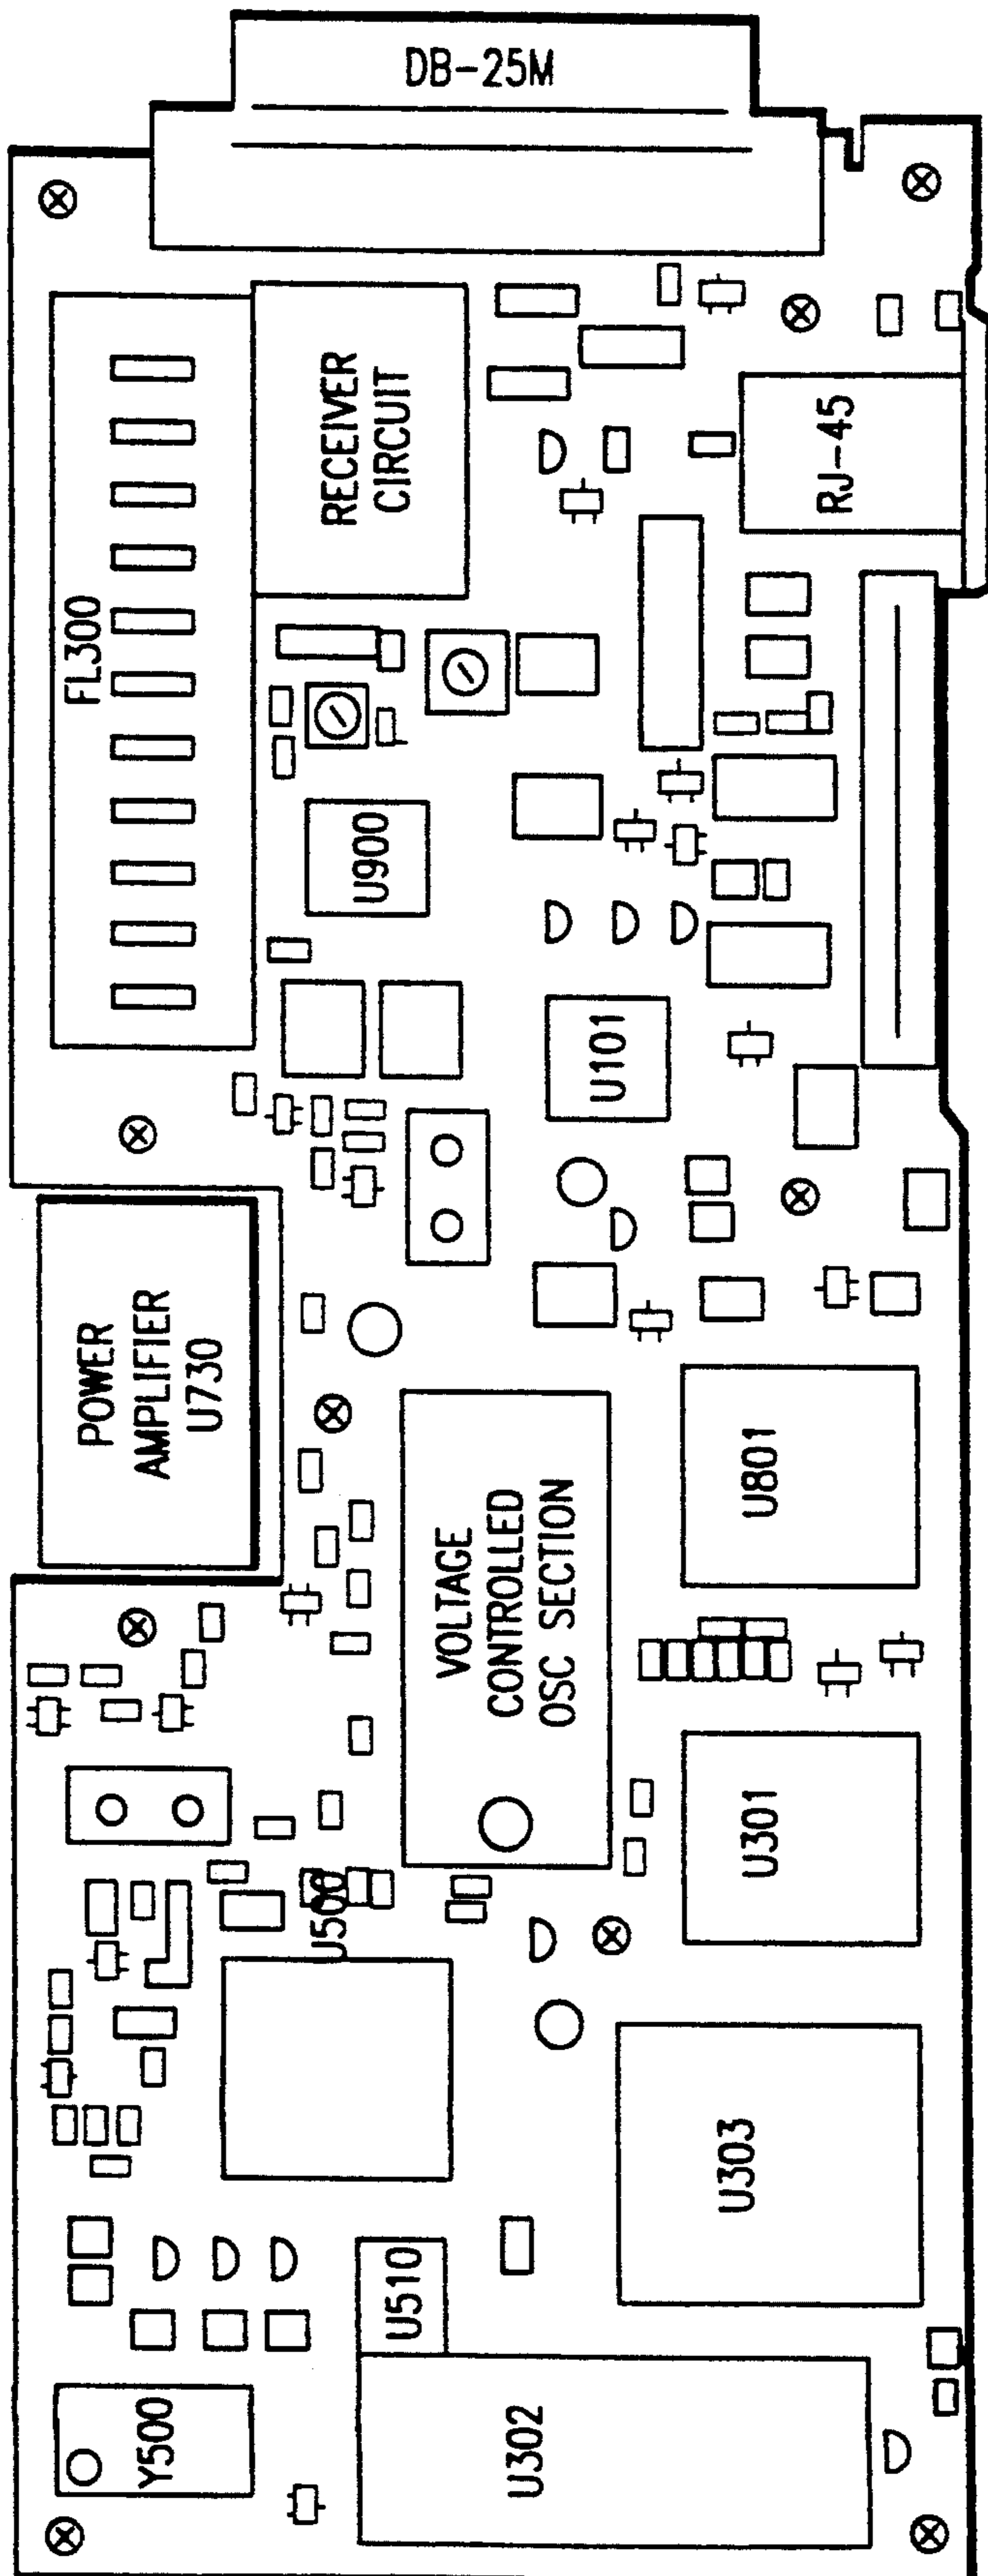 DB-25M
RECEIVER
CIRCUIT
RJ-45
FL300
U900
U101
POWER
AMPLIFIER
U730
VOLTAGE
CONTROLLED
OSC SECTION
U801
U301
U500
U303
U510
Y500
U302